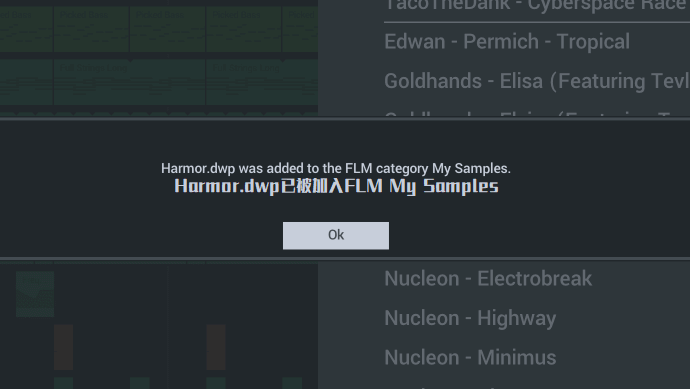 TacoTheDank - Cyberspace Race
Edwan - Permich - Tropical
Goldhands - Elisa (Featuring Tevl
Harmor.dwp was added to the FLM category My Samples.
Harmor.dwp已被加入FLM My Samples
Ok
Nucleon - Electrobreak
Nucleon - Highway
Nucleon - Minimus